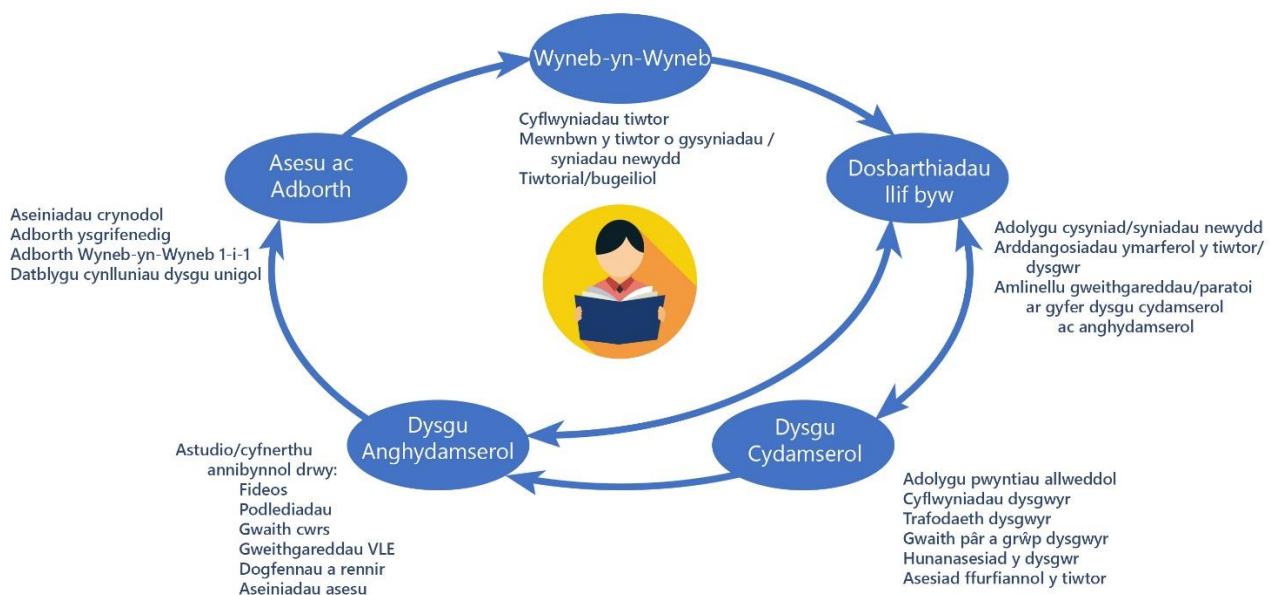 Wyneb-yn-Wyneb
Cyflwyniadau tiwtor
Mewnbwn y tiwtor o gysyniadau /
syniadau newydd
Tiwtorial/bugeiliol
Dosbarthiadau
llif byw
Adolygu cysyniad/syniadau newydd
Arddangosiadau ymarferol y tiwtor/
dysgwr
Amlinellu gweithgareddau/paratoi
ar gyfer dysgu cydamserol
ac anghydamserol
Dysgu
Cydamserol
Adolygu pwyntiau allweddol
Cyflwyniadau dysgwyr
Trafodaeth dysgwyr
Gwaith pâr a grŵp dysgwyr
Hunanasesiad y dysgwr
Asesiad ffurfiannol y tiwtor
Dysgu
Anghydamserol
Astudio/cyfnerthu
annibynnol drwy:
Fideos
Podlediadau
Gwaith cwrs
Gweithgareddau VLE
Dogfennau a rennir
Aseiniadau asesu
Asesu ac
Adborth
Aseiniadau crynodol
Adborth ysgrifenedig
Adborth Wyneb-yn-Wyneb 1-i-1
Datblygu cynlluniau dysgu unigol